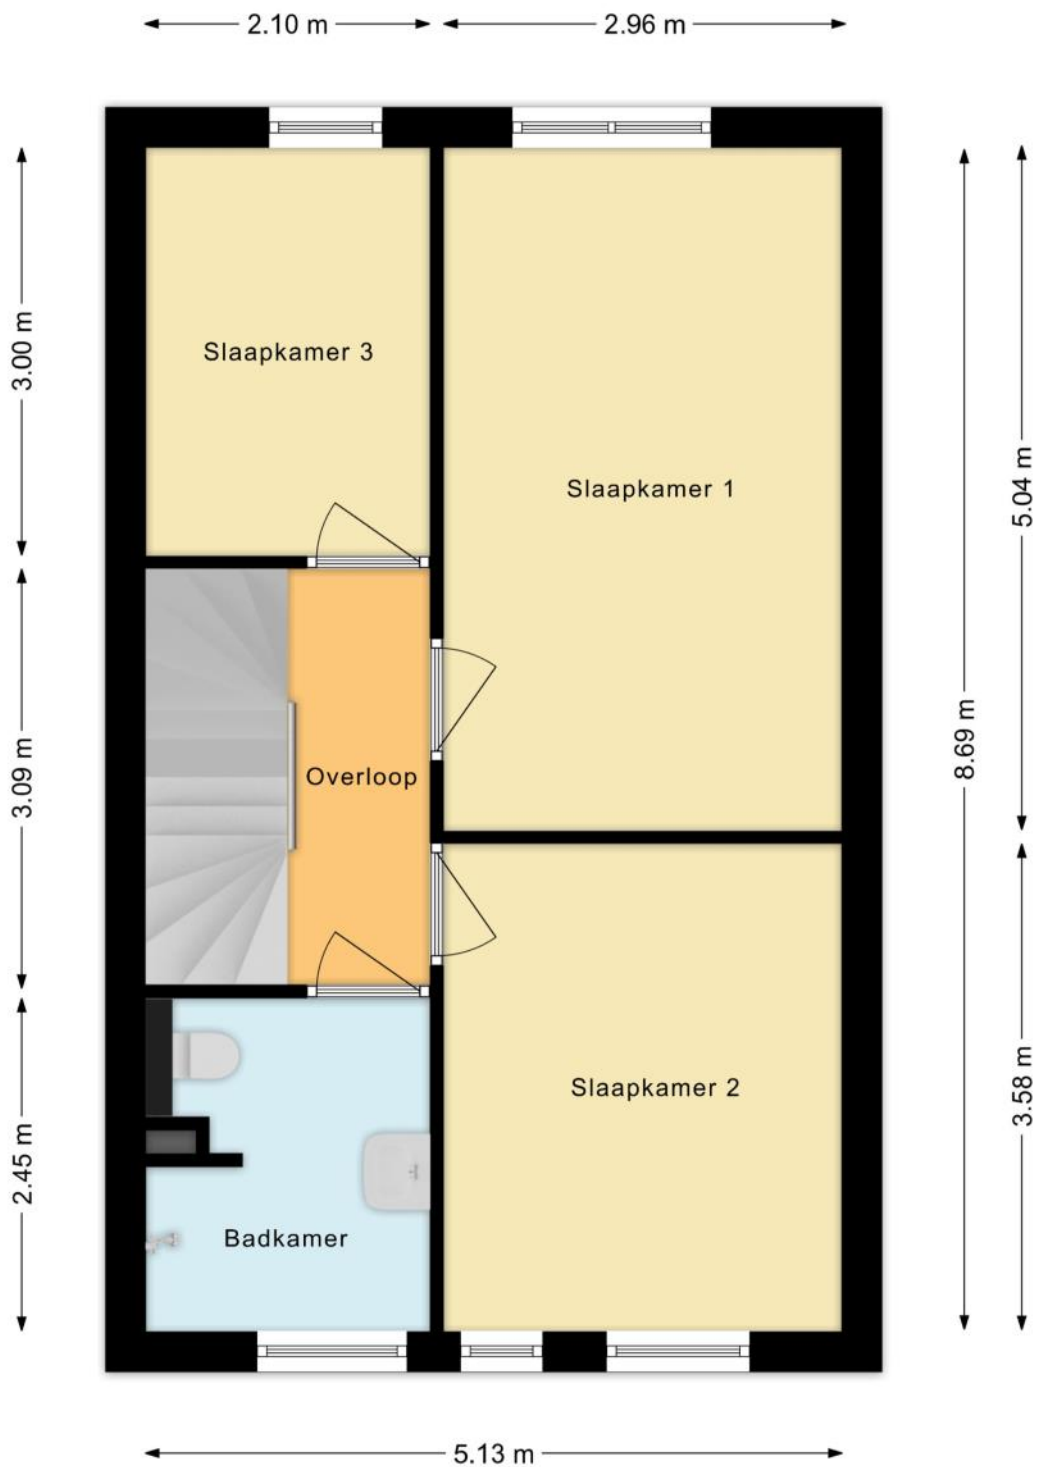 2.10 m
2.96 m
3.00 m
Slaapkamer 3
Slaapkamer 1
5.04 m
8.69 m
3.09 m
Overloop
Slaapkamer 2
3.58 m
2.45 m
Badkamer
5.13 m